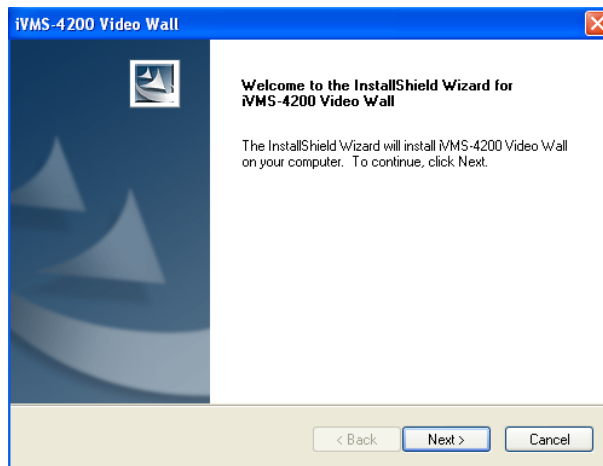 iVMS-4200 Video Wall
Welcome to the InstallShield Wizard for
iVMS-4200 Video Wall
The InstallShield Wizard will install iVMS-4200 Video Wall
on your computer. To continue, click Next.
< Back
Next >
Cancel